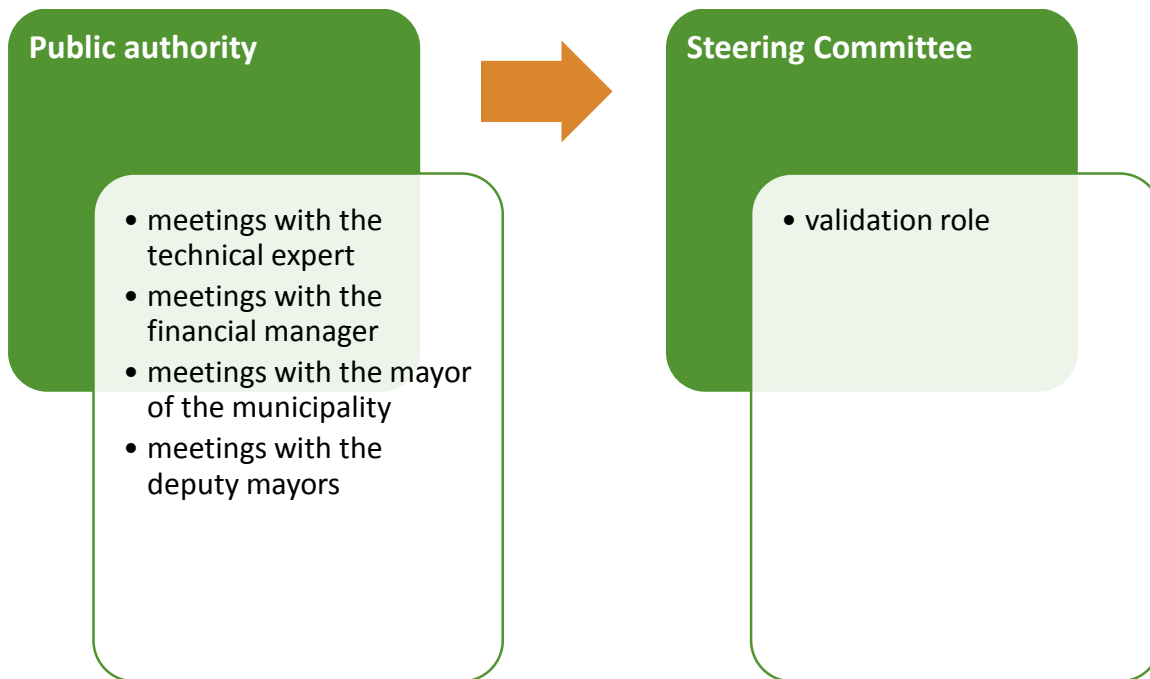 Public authority
• meetings with the
technical expert
• meetings with the
financial manager
• meetings with the mayor
of the municipality
• meetings with the
deputy mayors
Steering Committee
• validation role